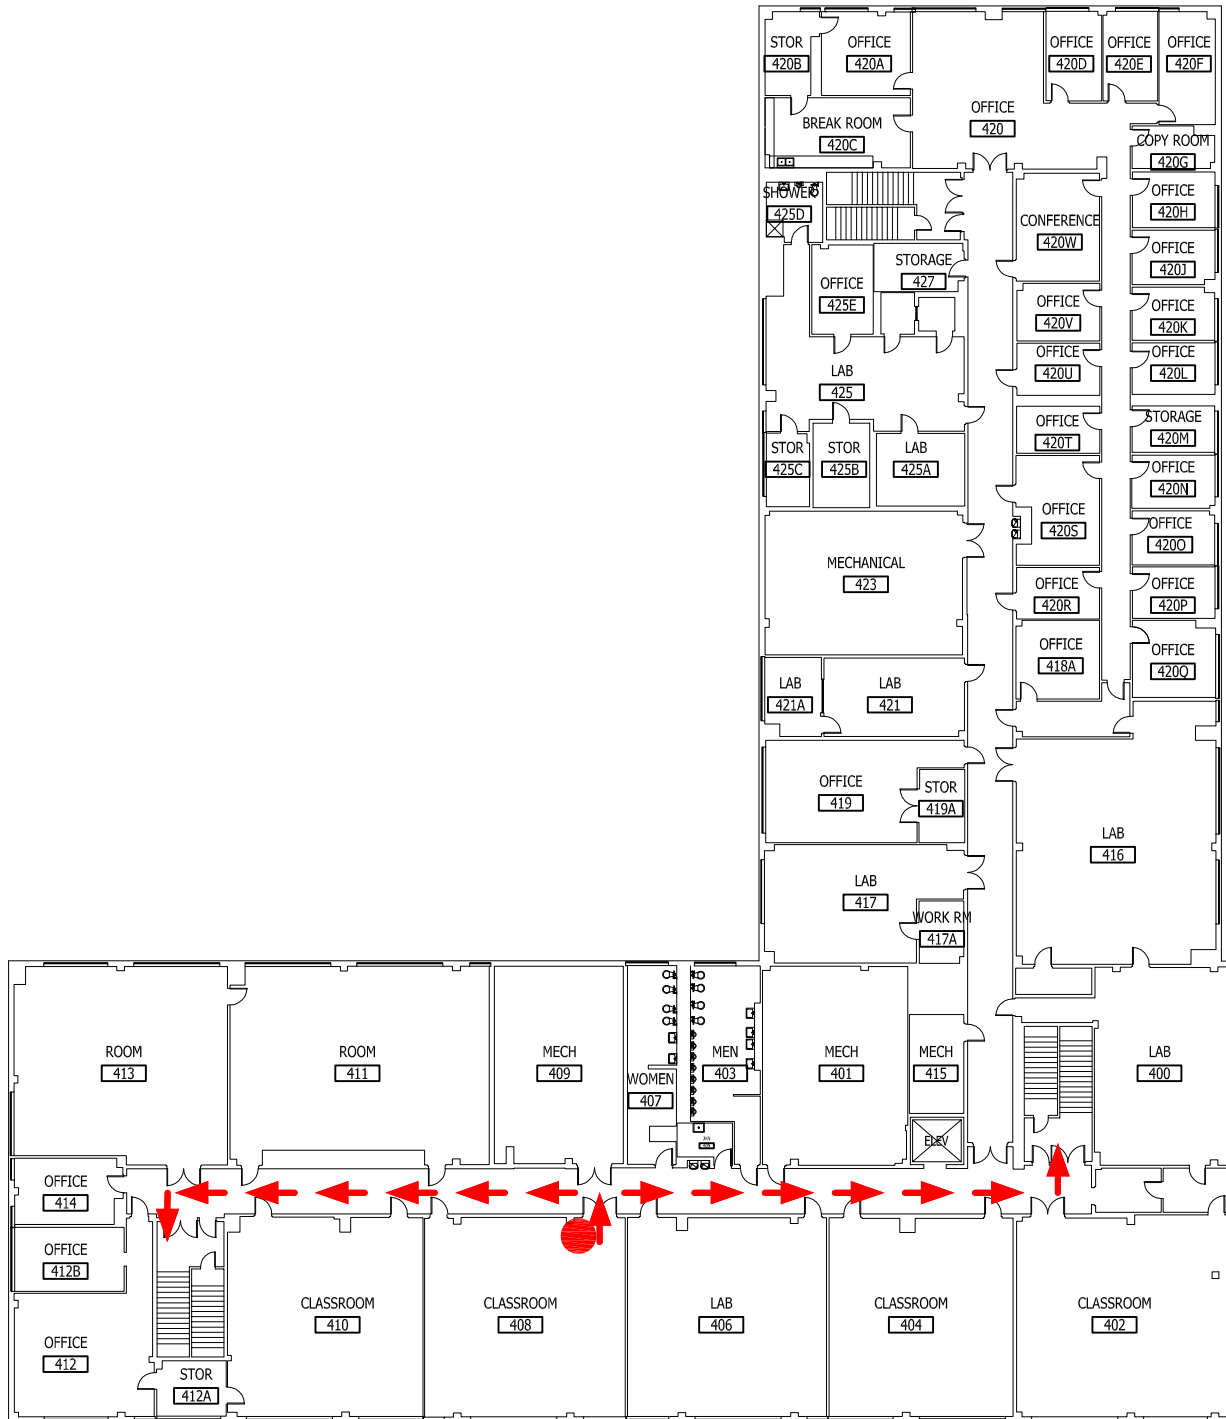 STOR
420B
OFFICE
420A
OFFICE
420D
OFFICE
420E
OFFICE
420F
OFFICE
420
BREAK ROOM
420C
COPY ROOM
420G
SHOWER
425D
OFFICE
420H
CONFERENCE
420W
OFFICE
420J
STORAGE
427
OFFICE
425E
OFFICE
420V
OFFICE
420K
OFFICE
420U
OFFICE
420L
LAB
425
OFFICE
420T
STORAGE
420M
STOR
425C
STOR
425B
LAB
425A
OFFICE
420N
OFFICE
420S
OFFICE
420O
MECHANICAL
423
OFFICE
420R
OFFICE
420P
OFFICE
418A
OFFICE
420Q
LAB
421A
LAB
421
OFFICE
419
STOR
419A
LAB
416
LAB
417
WORK RM
417A
ROOM
413
ROOM
411
MECH
409
WOMEN
407
MEN
403
MECH
401
MECH
415
LAB
400
ELEV
OFFICE
414
OFFICE
412B
OFFICE
412
STOR
412A
CLASSROOM
410
CLASSROOM
408
LAB
406
CLASSROOM
404
CLASSROOM
402